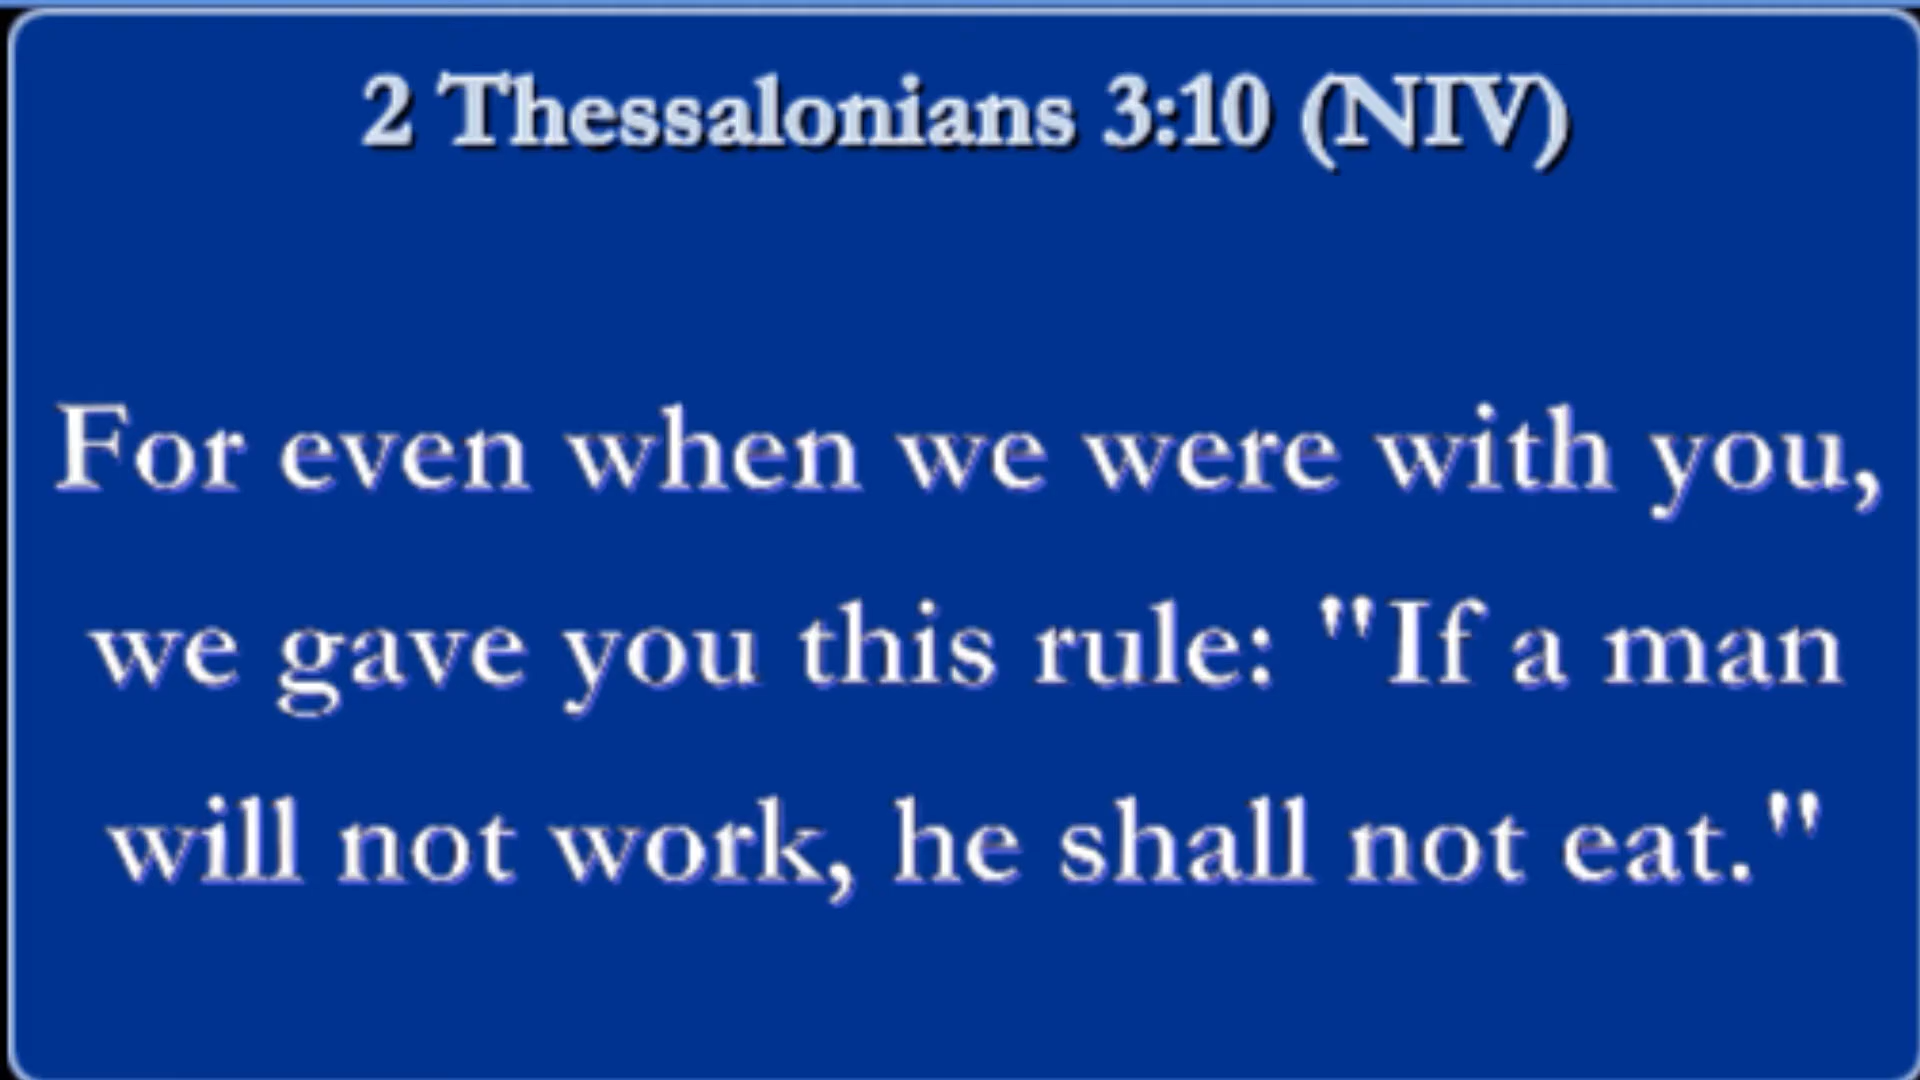 2 Thessalonians 3:10 (NIV)
For even when we were with you,
we gave you this rule: "If a man
will not work, he shall not eat."